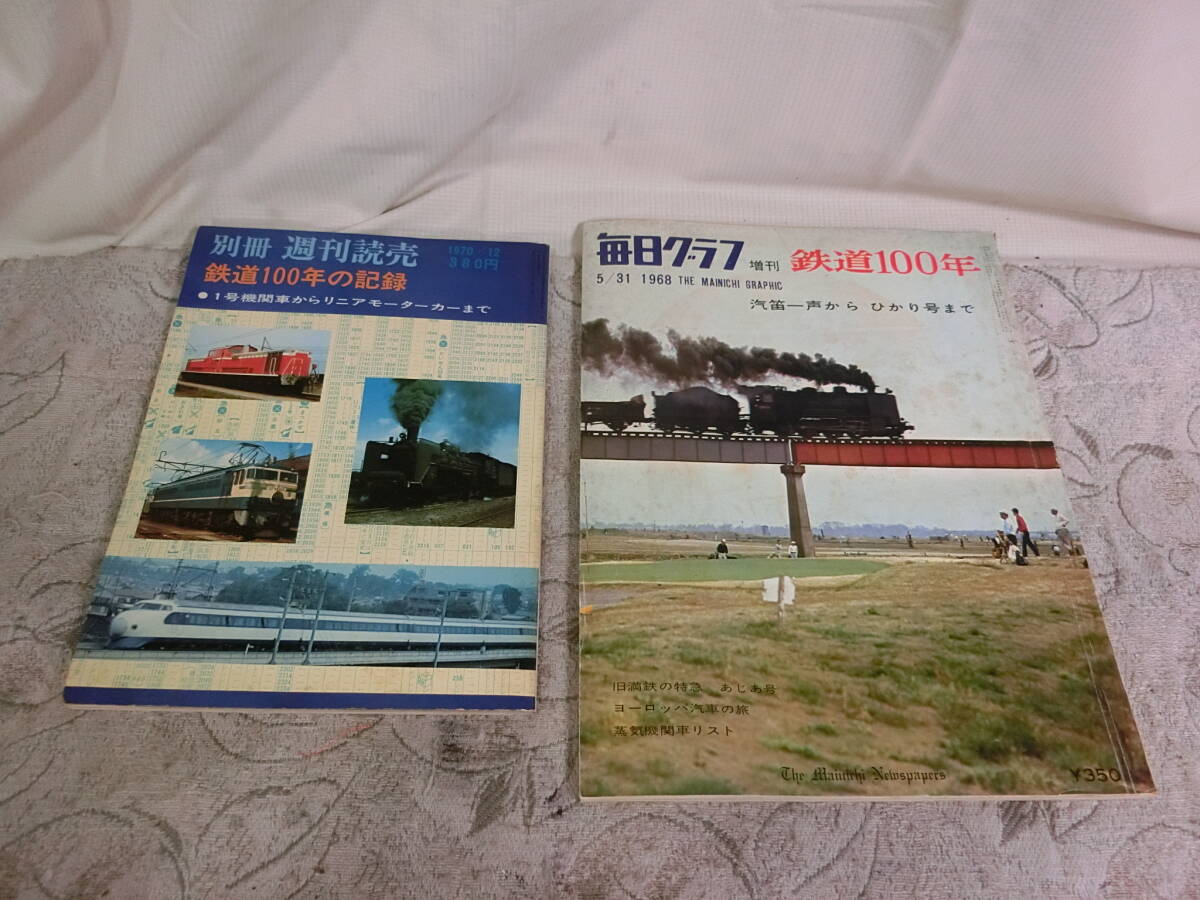 別冊 週刊読売
1970／12
380円
鉄道100年の記録
●1号機関車からリニアモーターカーまで
毎日グラフ 増刊 鉄道100年
5/31 1968 THE MAINICHI GRAPHIC
汽笛一声から ひかり号まで
旧満鉄の特急 あじあ号
ヨーロッパ汽車の旅
蒸気機関車リスト
The Mainichi Newspapers
¥350